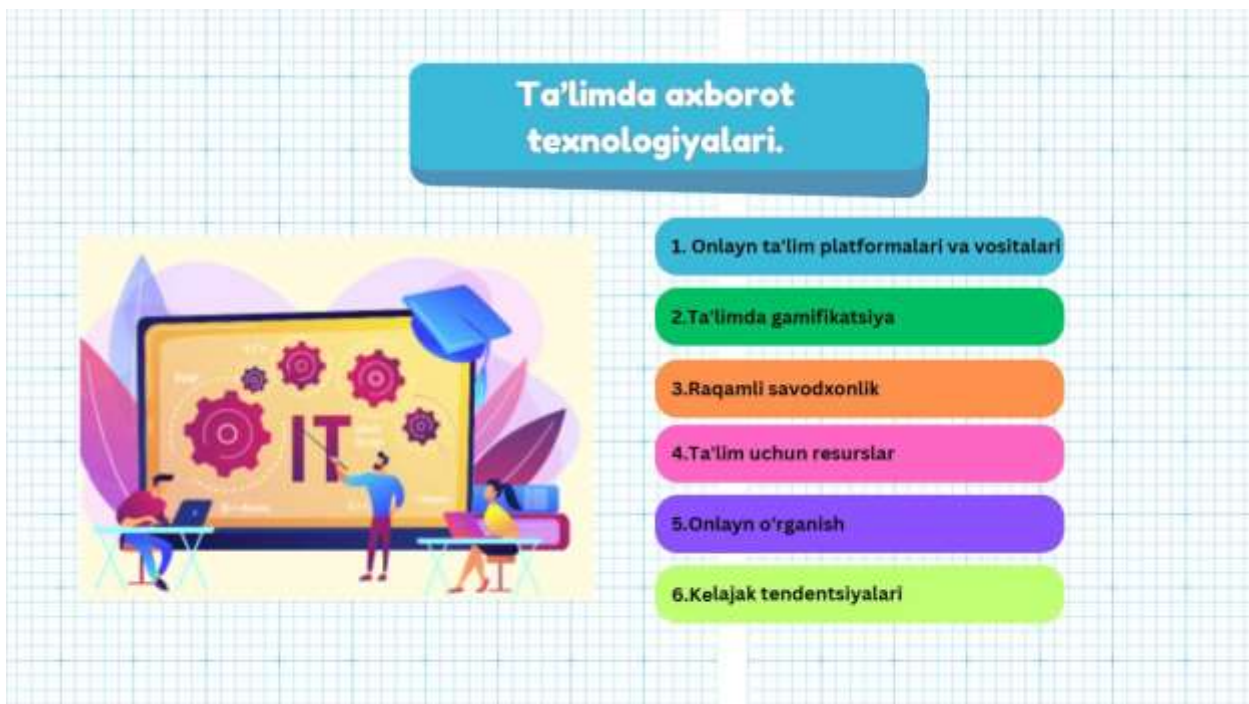 Ta'limda axborot
texnologiyalari.
IT
1. Onlayn ta'lim platformalari va vositalari
2.Ta'limda gamifikatsiya
3.Raqamli savodxonlik
4.Ta'lim uchun resurslar
5.Onlayn o'rganish
6.Kelajak tendentsiyalari